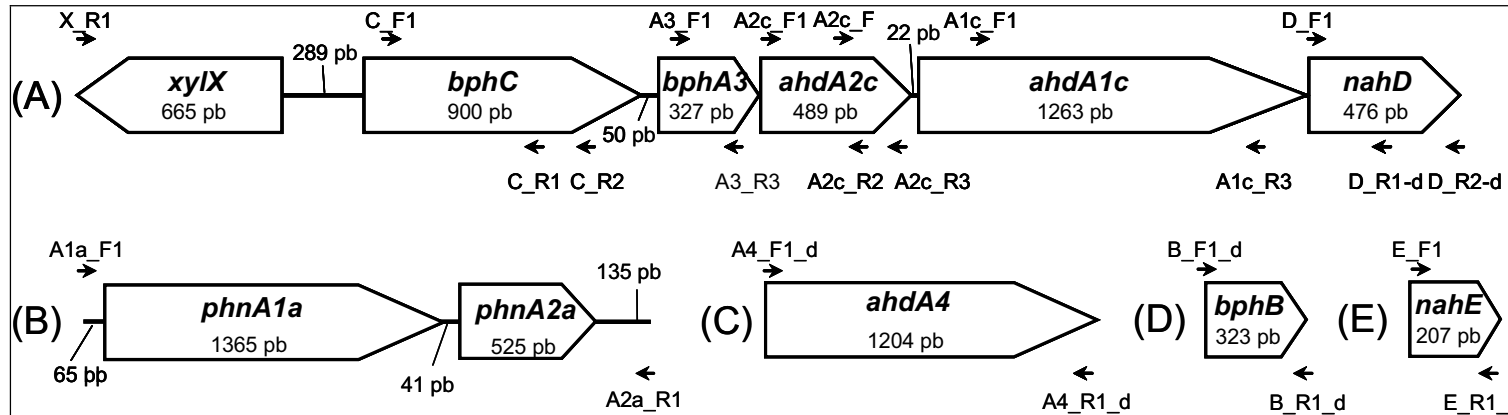 X_R1 C_F1 A3_F1 A2c_F1 A2c_F A1c_F1 D_F1
289 pb 22 pb
(A) xylX bphC bphA3 ahdA2c ahdA1c nahD
665 pb 900 pb 327 pb 489 pb 1263 pb 476 pb
50 pb
C_R1 C_R2 A3_R3 A2c_R2 A2c_R3 A1c_R3 D_R1-d D_R2-d
A1a_F1 A4_F1_d B_F1_d E_F1
135 pb
(B) phnA1a phnA2a (C) ahdA4 (D) bphB (E) nahE
1365 pb 525 pb 1204 pb 323 pb 207 pb
65 pb 41 pb
A2a_R1 A4_R1_d B_R1_d E_R1_